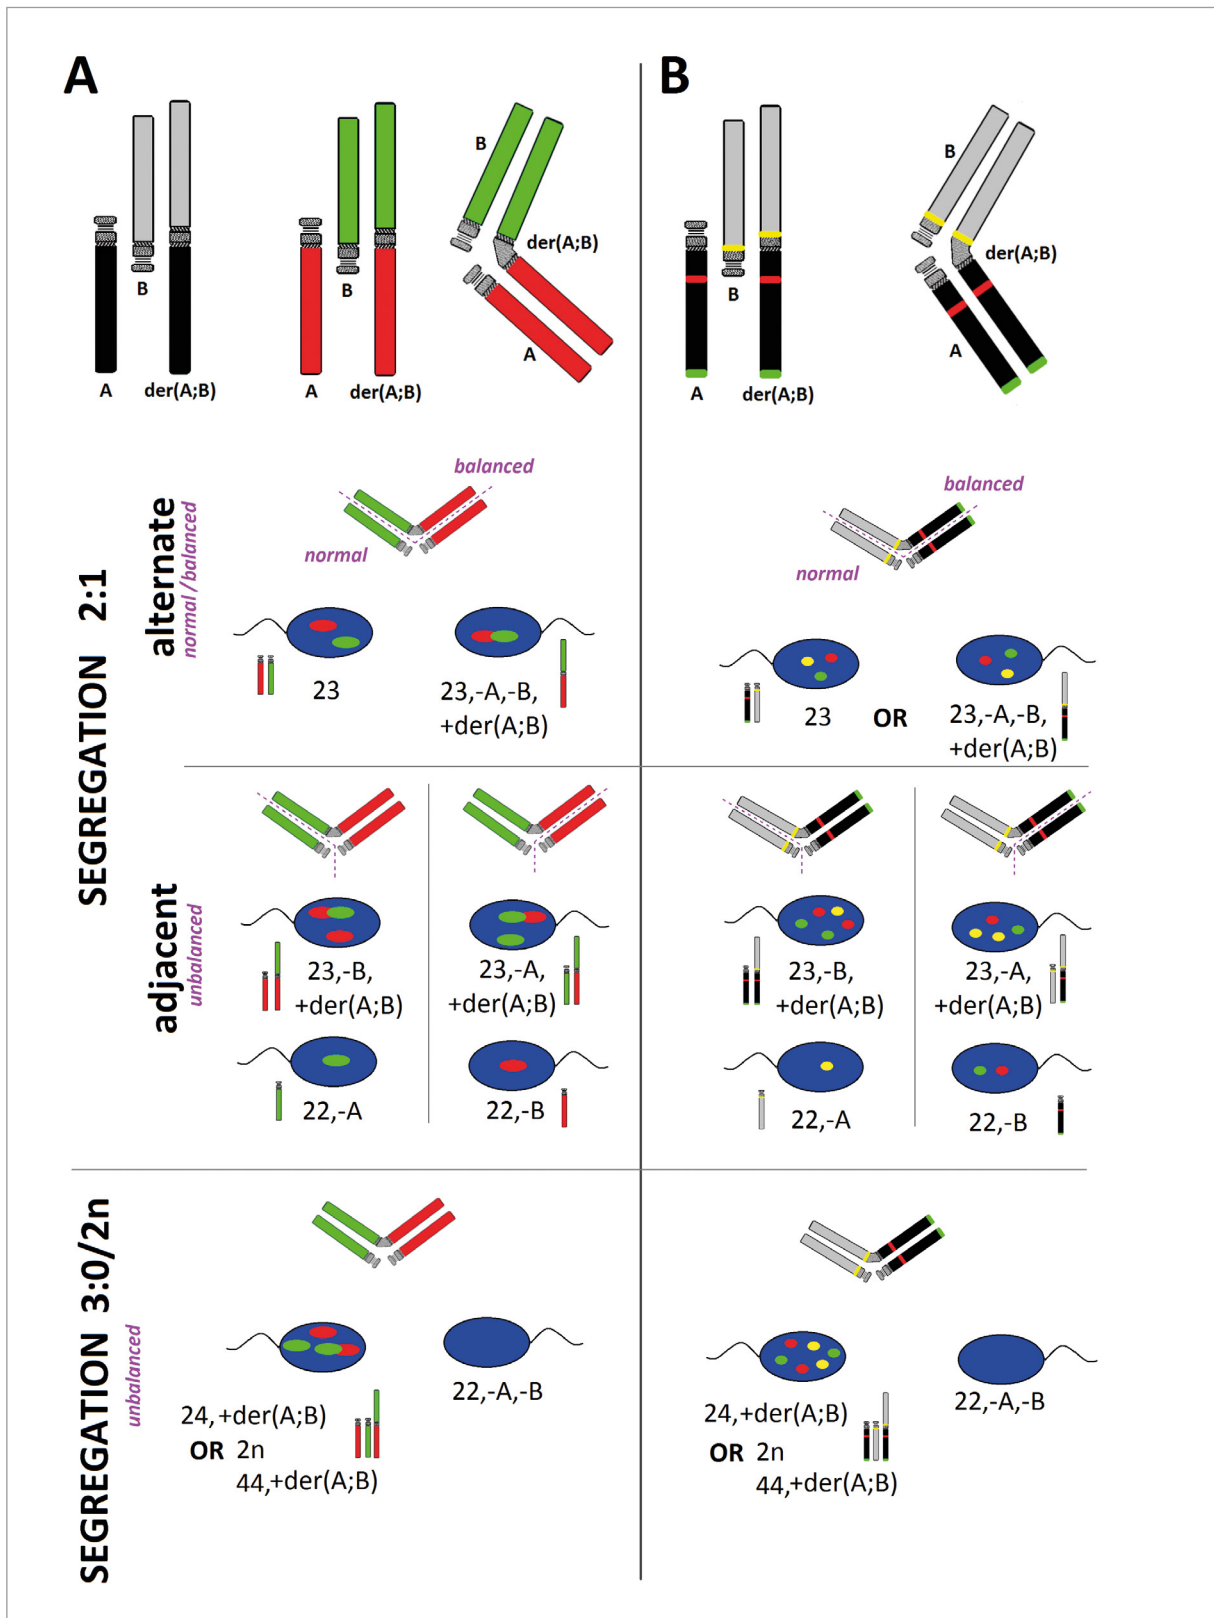 A
B
B
der(A;B)
A
B
A
der(A;B)
B
A
der(A;B)
B
der(A;B)
A
B
A
der(A;B)
SEGREGATION 2:1
alternate
normal/balanced
balanced
normal
23
23,-A,-B,
+der(A;B)
balanced
normal
23
OR
23,-A,-B,
+der(A;B)
adjacent
unbalanced
23,-B,
+der(A;B)
23,-A,
+der(A;B)
22,-A
22,-B
23,-B,
+der(A;B)
23,-A,
+der(A;B)
22,-A
22,-B
SEGREGATION 3:0/2n
unbalanced
24,+der(A;B)
OR 2n
44,+der(A;B)
22,-A,-B
24,+der(A;B)
OR 2n
44,+der(A;B)
22,-A,-B